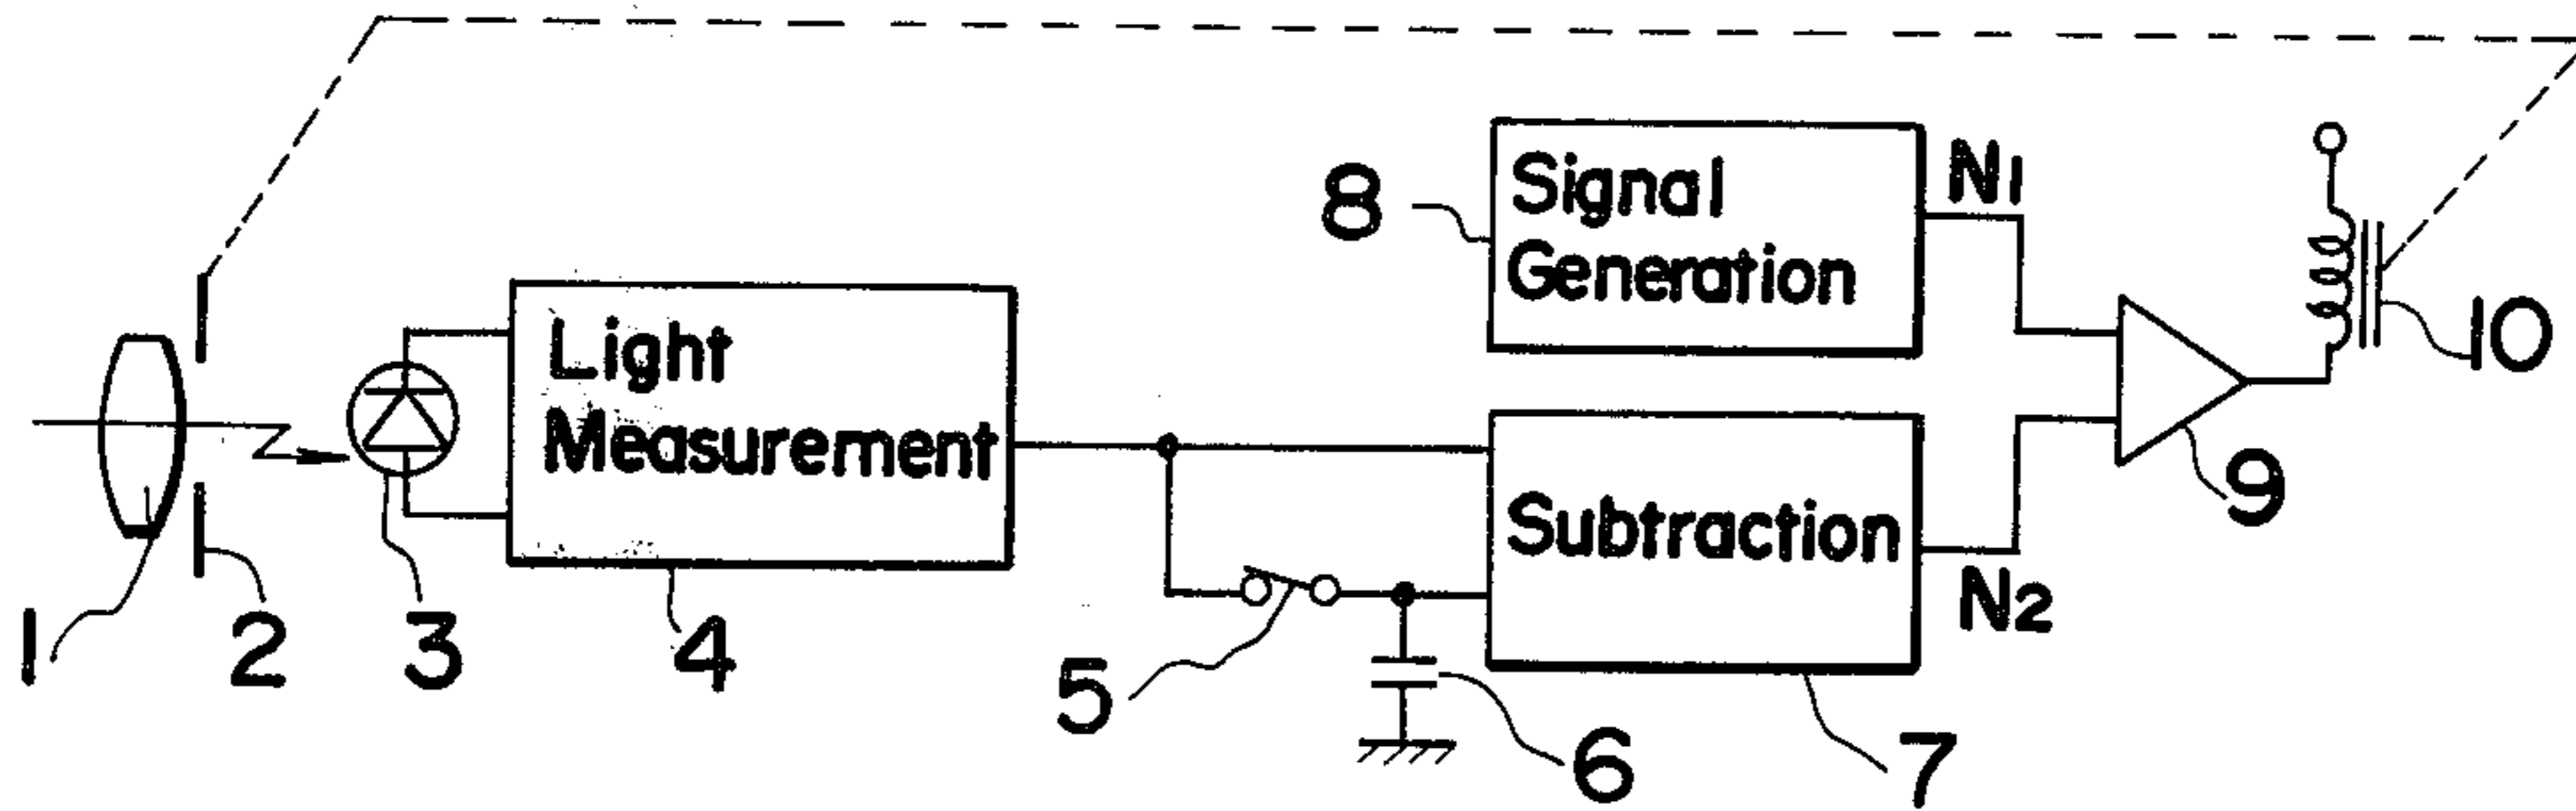 8
Signal
Generation
N1
Light
Measurement
10
Subtraction
9
N2
1
2
3
4
5
6
7